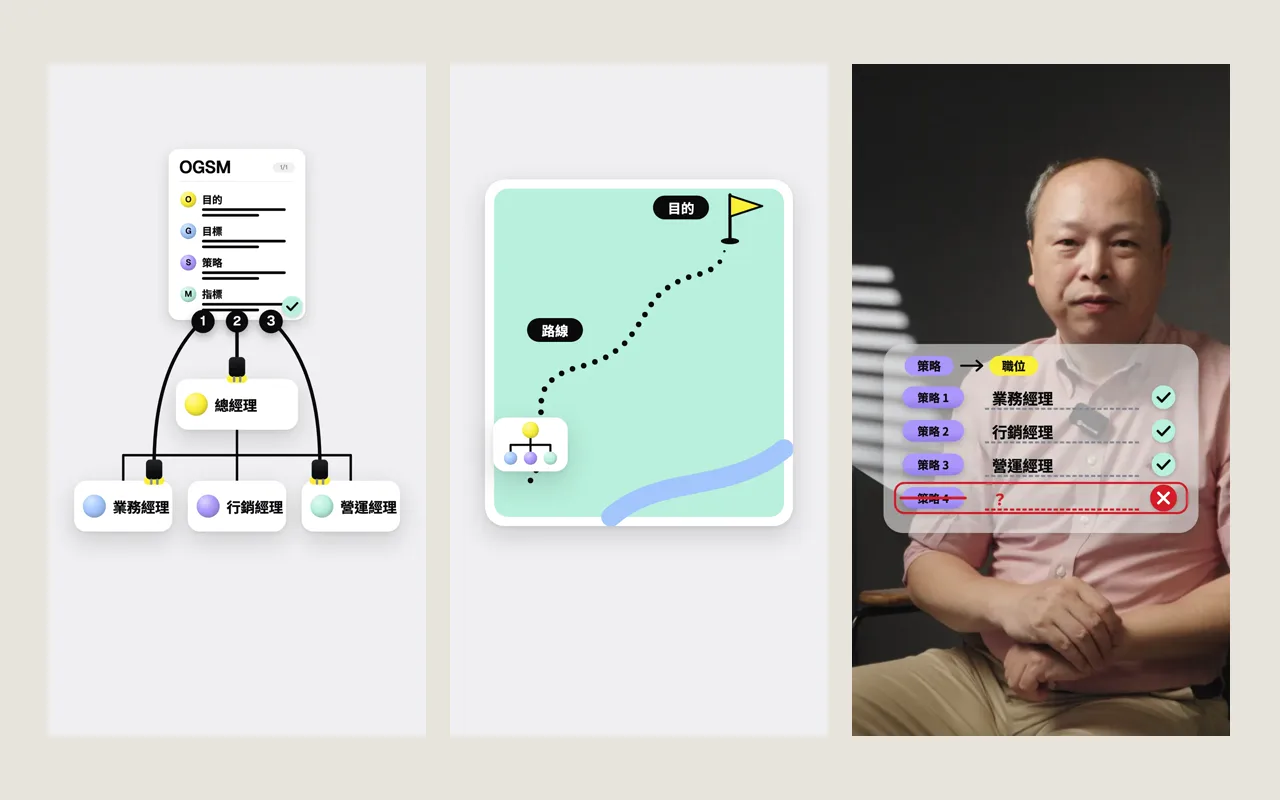 OGSM
1/1
O 目的
G 目標
S 策略
M 指標
1 2 3
總經理
業務經理 行銷經理 營運經理
目的
路線
策略 → 職位
策略 1 業務經理
策略 2 行銷經理
策略 3 營運經理
策略 4 ?